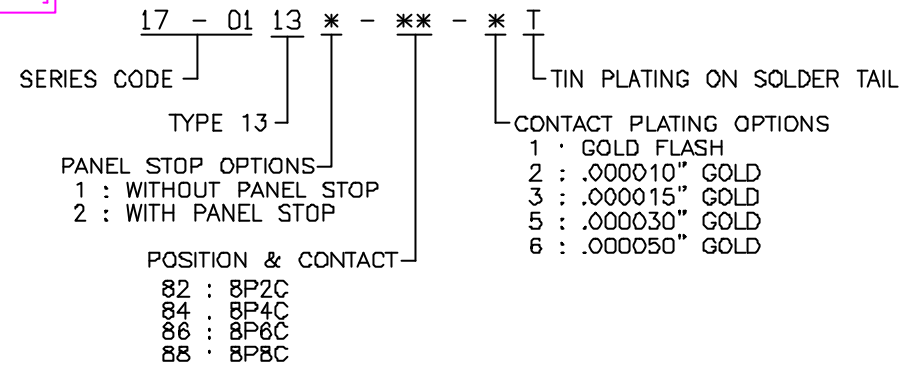 17 - 01 13 * - ** - * T
SERIES CODE
TIN PLATING ON SOLDER TAIL
TYPE 13
CONTACT PLATING OPTIONS
1 : GOLD FLASH
2 : .000010" GOLD
3 : .000015" GOLD
5 : .000030" GOLD
6 : .000050" GOLD
PANEL STOP OPTIONS
1 : WITHOUT PANEL STOP
2 : WITH PANEL STOP
POSITION & CONTACT
82 : 8P2C
84 : 8P4C
86 : 8P6C
88 : 8P8C